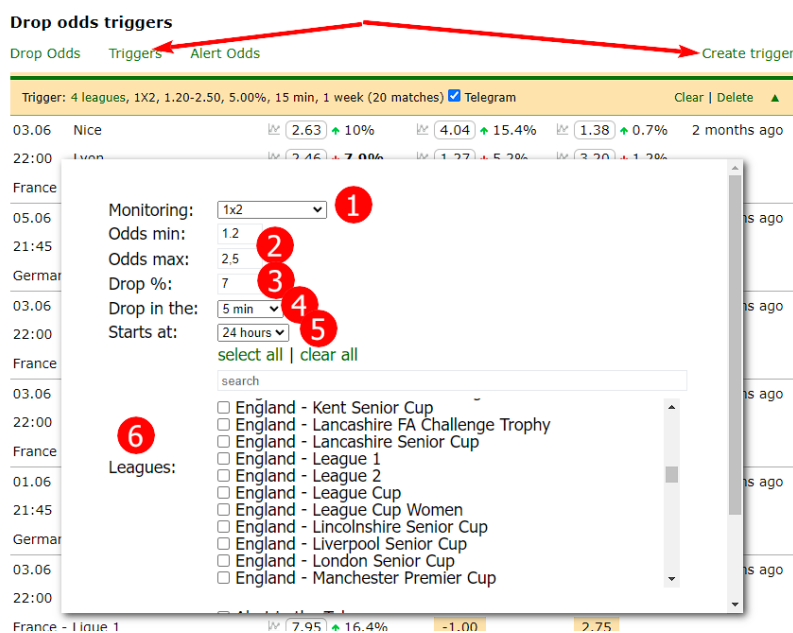 Drop odds triggers
Drop Odds Triggers Alert Odds Create trigger
Trigger: 4 leagues, 1X2, 1.20-2.50, 5.00%, 15 min, 1 week (20 matches) Telegram Clear | Delete ▲
03.06 Nice 2.63 10% 4.04 15.4% 1.38 0.7% 2 months ago
22:00 Lyon 2.46 7.9% 1.27 5.2% 3.20 1.2%
France
05.06 ns ago
21:45
German
03.06 ns ago
22:00
France
03.06 ns ago
22:00
France
01.06 ns ago
21:45
German
03.06 ns ago
22:00
France - Ligue 1 7.95 16.4% -1.00 2.75
Monitoring: 1x2 1
Odds min: 1.2
2
Odds max: 2,5
Drop %: 7 3
Drop in the: 5 min 4
Starts at: 24 hours 5
select all | clear all
search
England - Kent Senior Cup
England - Lancashire FA Challenge Trophy
6
England - Lancashire Senior Cup
Leagues:
England - League 1
England - League 2
England - League Cup
England - League Cup Women
England - Lincolnshire Senior Cup
England - Liverpool Senior Cup
England - London Senior Cup
England - Manchester Premier Cup